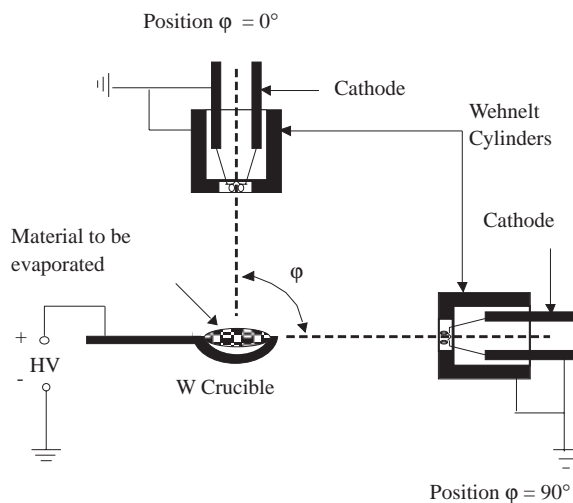 Position φ = 0°
Cathode
Wehnelt
Cylinders
Cathode
Material to be
evaporated
φ
+
HV
-
W Crucible
Position φ = 90°